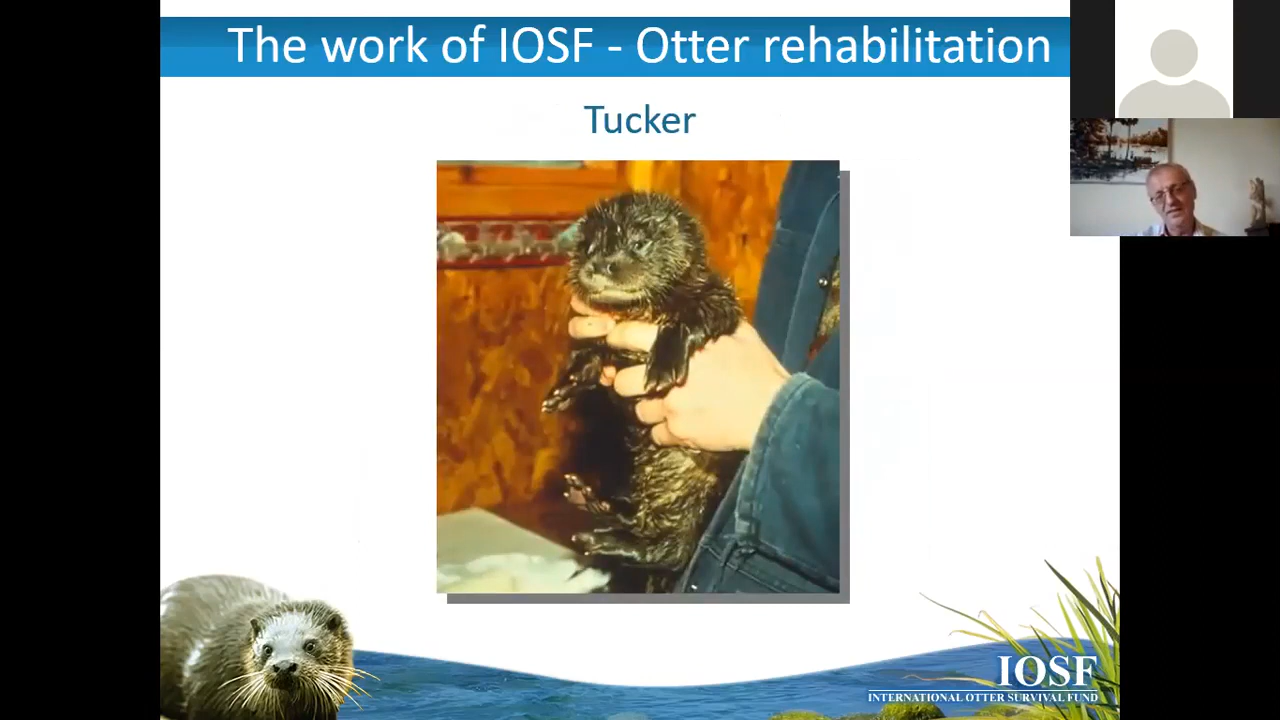 The work of IOSF - Otter rehabilitation
Tucker
IOSF
INTERNATIONAL OTTER SURVIVAL FUND